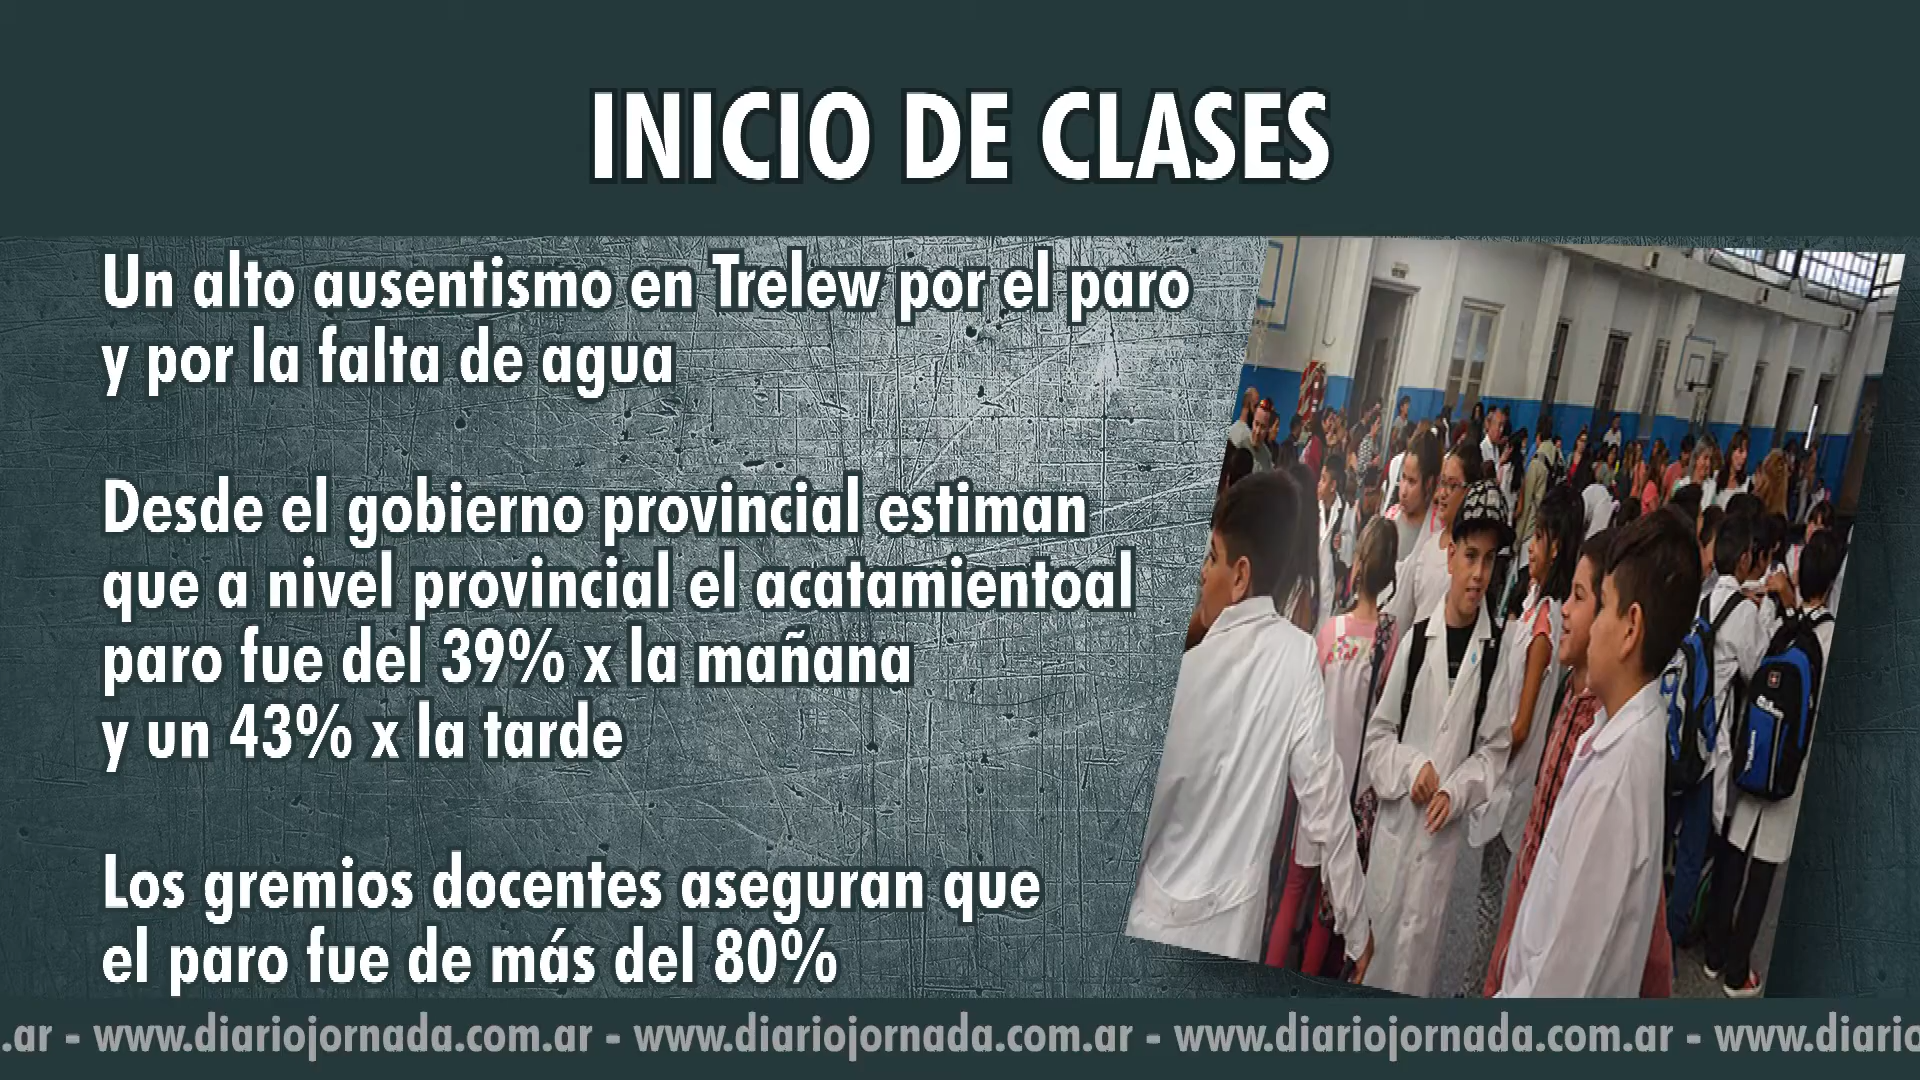 INICIO DE CLASES
Un alto ausentismo en Trelew por el paro
y por la falta de agua
Desde el gobierno provincial estiman
que a nivel provincial el acatamientoal
paro fue del 39% x la mañana
y un 43% x la tarde
Los gremios docentes aseguran que
el paro fue de más del 80%
.ar - www.diariojornada.com.ar - www.diariojornada.com.ar - www.diariojornada.com.ar - www.diario